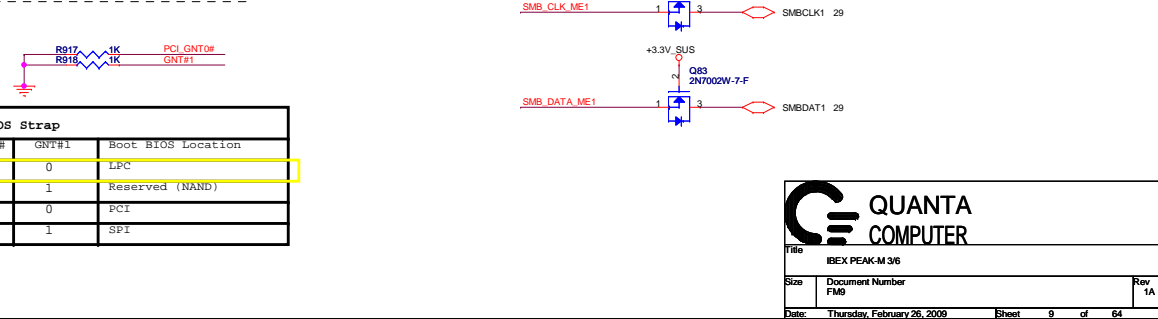 SMB_CLK_ME1 1 3 SMBCLK1 29
R917 1K PCI_GNT0#
R918 1K GNT#1
+3.3V_SUS
2 Q83
2N7002W-7-F
SMB_DATA_ME1 1 3 SMBDAT1 29
OS Strap
# GNT#1 Boot BIOS Location
0 LPC
1 Reserved (NAND)
0 PCI
1 SPI
QUANTA
COMPUTER
Title
IBEX PEAK-M 3/6
Size Document Number Rev
FM9 1A
Date: Thursday, February 26, 2009 Sheet 9 of 64